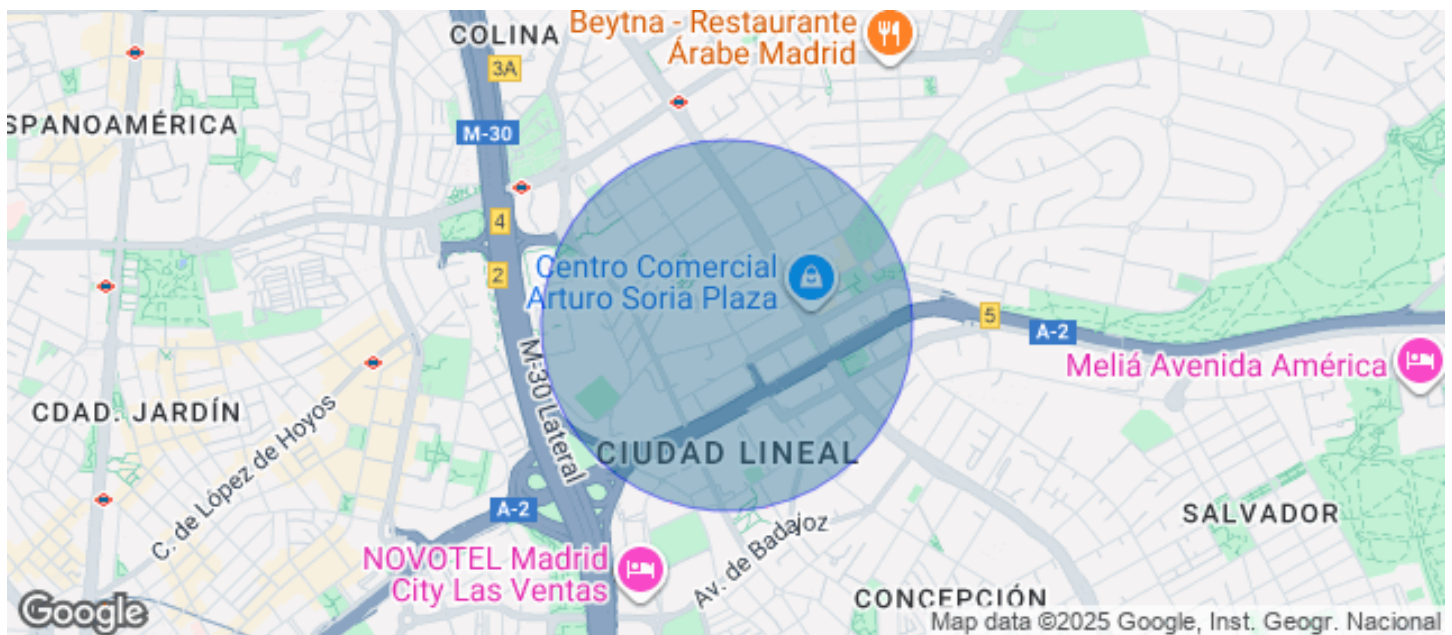 COLINA
Beytna - Restaurante
Árabe Madrid
3A
SPANOAMÉRICA
M-30
4
2
Centro Comercial
Arturo Soria Plaza
5
A-2
M-30 Lateral
Meliá Avenida América
CDAD. JARDÍN
C. de López de Hoyos
CIUDAD LINEAL
A-2
SALVADOR
Av. de Badajoz
NOVOTEL Madrid
City Las Ventas
CONCEPCIÓN
Google
Map data ©2025 Google, Inst. Geogr. Nacional